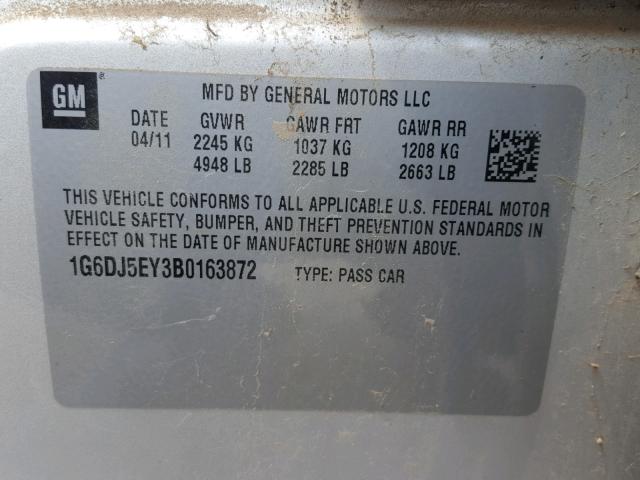 GM ®
MFD BY GENERAL MOTORS LLC
DATE GVWR GAWR FRT GAWR RR
04/11 2245 KG 1037 KG 1208 KG
4948 LB 2285 LB 2663 LB
THIS VEHICLE CONFORMS TO ALL APPLICABLE U.S. FEDERAL MOTOR
VEHICLE SAFETY, BUMPER, AND THEFT PREVENTION STANDARDS IN
EFFECT ON THE DATE OF MANUFACTURE SHOWN ABOVE.
1G6DJ5EY3B0163872 TYPE: PASS CAR